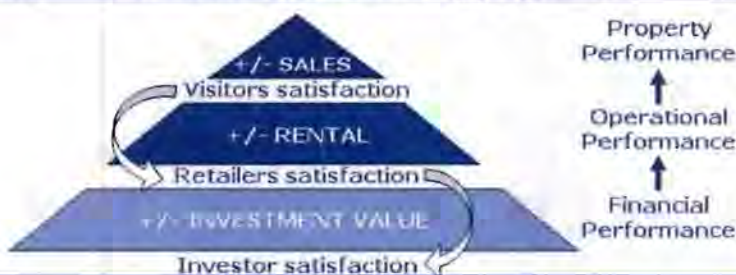 +/- SALES
Visitors satisfaction
+/- RENTAL
Retailers satisfaction
+/- INVESTMENT VALUE
Investor satisfaction
Property
Performance
Operational
Performance
Financial
Performance